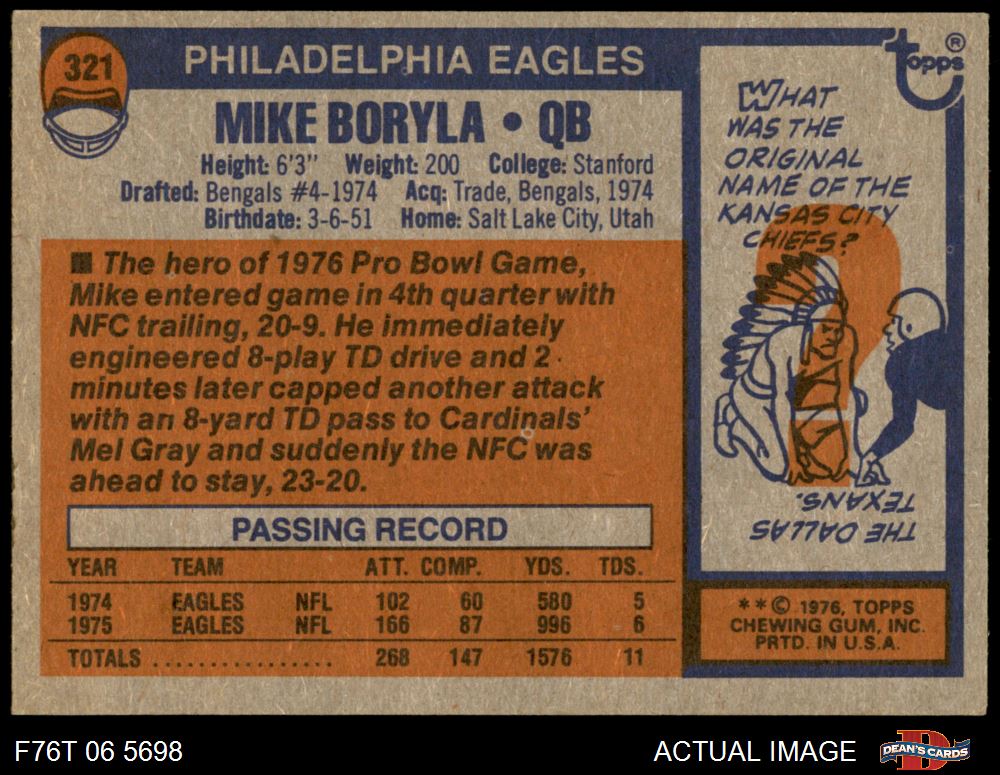 321
PHILADELPHIA EAGLES
MIKE BORYLA • QB
Height: 6'3" Weight: 200 College: Stanford
Drafted: Bengals #4-1974 Acq: Trade, Bengals, 1974
Birthdate: 3-6-51 Home: Salt Lake City, Utah
■ The hero of 1976 Pro Bowl Game,
Mike entered game in 4th quarter with
NFC trailing, 20-9. He immediately
engineered 8-play TD drive and 2
minutes later capped another attack
with an 8-yard TD pass to Cardinals'
Mel Gray and suddenly the NFC was
ahead to stay, 23-20.
PASSING RECORD
YEAR TEAM ATT. COMP. YDS. TDS.
1974 EAGLES NFL 102 60 580 5
1975 EAGLES NFL 166 87 996 6
TOTALS ................ 268 147 1576 11
topps ®
WHAT
WAS THE
ORIGINAL
NAME OF THE
KANSAS CITY
CHIEFS?
?
THE DALLAS
TEXANS.
**© 1976, TOPPS
CHEWING GUM, INC.
PRTD. IN U.S.A.
F76T 06 5698
ACTUAL IMAGE
D
DEAN'S CARDS